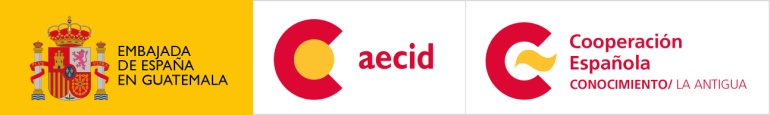 EMBAJADA
DE ESPAÑA
EN GUATEMALA
aecid
Cooperación
Española
CONOCIMIENTO/ LA ANTIGUA